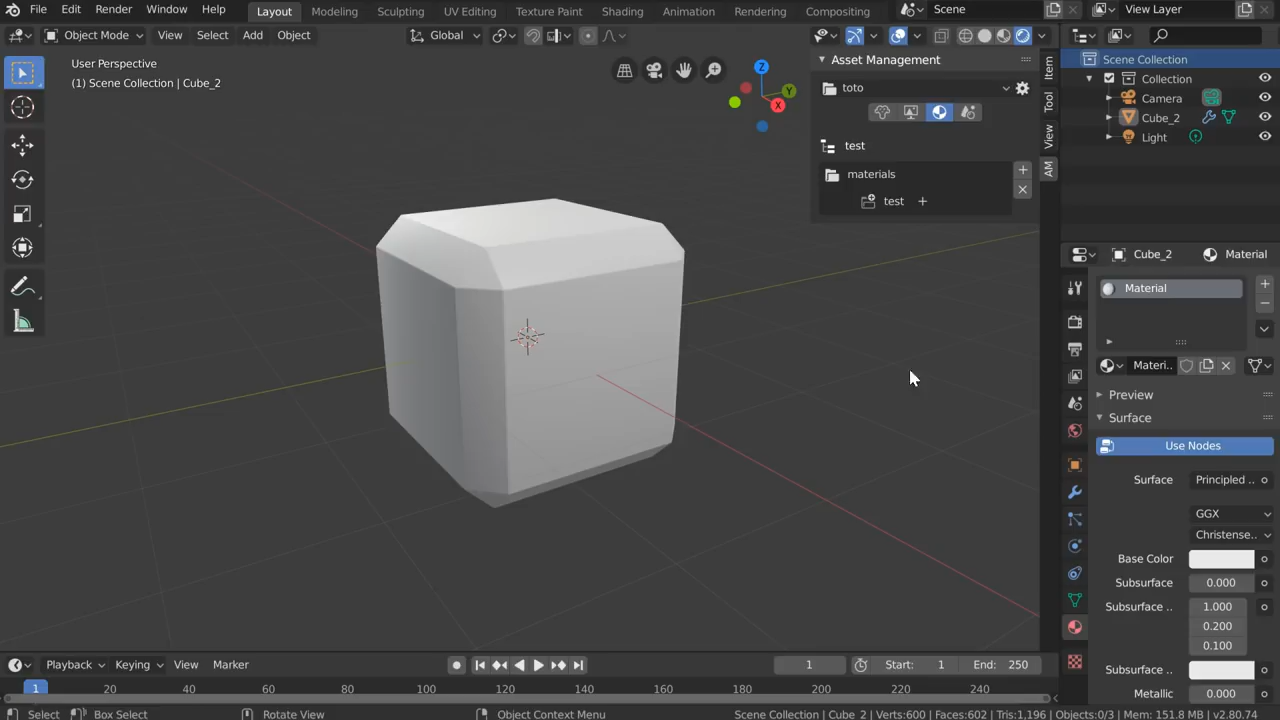 File Edit Render Window Help Layout Modeling Sculpting UV Editing Texture Paint Shading Animation Rendering Compositing Scene View Layer
Object Mode View Select Add Object Global
User Perspective
(1) Scene Collection | Cube_2
X
Y
Z
Asset Management
toto
test
materials
test
Item
Tool
View
AM
Scene Collection
Collection
Camera
Cube_2
Light
Cube_2 Material
Material
Materi..
Preview
Surface
Use Nodes
Surface Principled ..
GGX
Christense..
Base Color
Subsurface 0.000
Subsurface .. 1.000
0.200
0.100
Subsurface ..
Metallic 0.000
Playback Keying View Marker 1 Start: 1 End: 250
1 20 40 60 80 100 120 140 160 180 200 220 240
Select Box Select Rotate View Object Context Menu Scene Collection | Cube_2 | Verts:600 | Faces:602 | Tris:1,196 | Objects:0/3 | Mem: 151.8 MB | v2.80.74